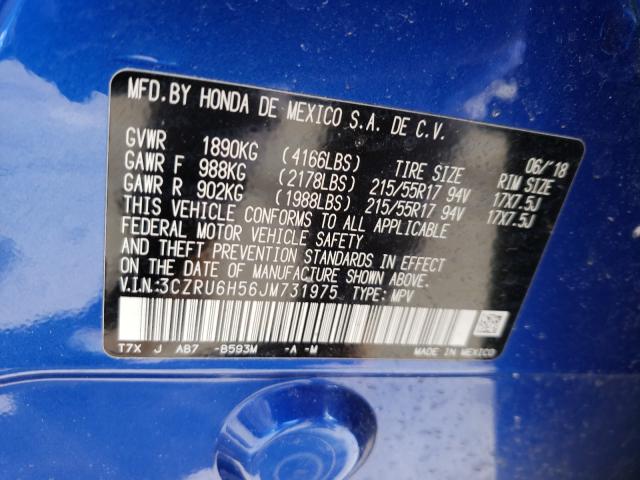 MFD.BY HONDA DE MEXICO S.A. DE C.V.
06/'18
GVWR 1890KG (4166LBS) TIRE SIZE RIM SIZE
GAWR F 988KG (2178LBS) 215/55R17 94V 17X7.5J
GAWR R 902KG (1988LBS) 215/55R17 94V 17X7.5J
THIS VEHICLE CONFORMS TO ALL APPLICABLE
FEDERAL MOTOR VEHICLE SAFETY
AND THEFT PREVENTION STANDARDS IN EFFECT
ON THE DATE OF MANUFACTURE SHOWN ABOVE.
V.I.N.:3CZRU6H56JM731975 TYPE: MPV
T7X J AB7 -B593M -A -M MADE IN MEXICO